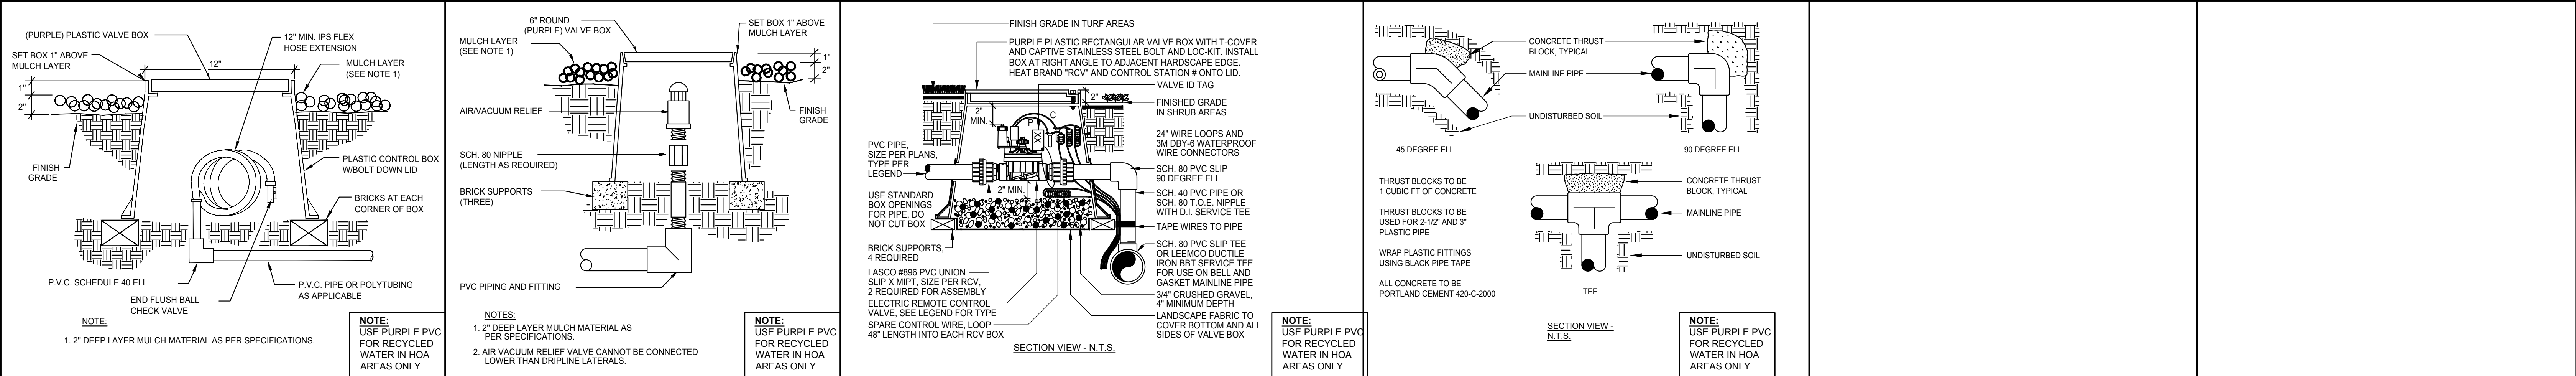 (PURPLE) PLASTIC VALVE BOX
SET BOX 1" ABOVE
MULCH LAYER
12"
12" MIN. IPS FLEX
HOSE EXTENSION
MULCH LAYER
(SEE NOTE 1)
1"
2"
FINISH
GRADE
PLASTIC CONTROL BOX
W/BOLT DOWN LID
BRICKS AT EACH
CORNER OF BOX
P.V.C. SCHEDULE 40 ELL
END FLUSH BALL
CHECK VALVE
P.V.C. PIPE OR POLYTUBING
AS APPLICABLE
NOTE:
1. 2" DEEP LAYER MULCH MATERIAL AS PER SPECIFICATIONS.
NOTE:
USE PURPLE PVC
FOR RECYCLED
WATER IN HOA
AREAS ONLY
6" ROUND
(PURPLE) VALVE BOX
SET BOX 1" ABOVE
MULCH LAYER
MULCH LAYER
(SEE NOTE 1)
1"
2"
AIR/VACUUM RELIEF
FINISH
GRADE
SCH. 80 NIPPLE
(LENGTH AS REQUIRED)
BRICK SUPPORTS
(THREE)
PVC PIPING AND FITTING
NOTES:
1. 2" DEEP LAYER MULCH MATERIAL AS
PER SPECIFICATIONS.
2. AIR VACUUM RELIEF VALVE CANNOT BE CONNECTED
LOWER THAN DRIPLINE LATERALS.
NOTE:
USE PURPLE PVC
FOR RECYCLED
WATER IN HOA
AREAS ONLY
FINISH GRADE IN TURF AREAS
PURPLE PLASTIC RECTANGULAR VALVE BOX WITH T-COVER
AND CAPTIVE STAINLESS STEEL BOLT AND LOC-KIT. INSTALL
BOX AT RIGHT ANGLE TO ADJACENT HARDSCAPE EDGE.
HEAT BRAND "RCV" AND CONTROL STATION # ONTO LID.
VALVE ID TAG
2"
FINISHED GRADE
IN SHRUB AREAS
2"
MIN.
P
C
24" WIRE LOOPS AND
3M DBY-6 WATERPROOF
WIRE CONNECTORS
PVC PIPE,
SIZE PER PLANS,
TYPE PER
LEGEND
SCH. 80 PVC SLIP
90 DEGREE ELL
2" MIN.
USE STANDARD
BOX OPENINGS
FOR PIPE, DO
NOT CUT BOX
SCH. 40 PVC PIPE OR
SCH. 80 T.O.E. NIPPLE
WITH D.I. SERVICE TEE
TAPE WIRES TO PIPE
BRICK SUPPORTS,
4 REQUIRED
SCH. 80 PVC SLIP TEE
OR LEEMCO DUCTILE
IRON BBT SERVICE TEE
FOR USE ON BELL AND
GASKET MAINLINE PIPE
LASCO #896 PVC UNION
SLIP X MIPT, SIZE PER RCV,
2 REQUIRED FOR ASSEMBLY
ELECTRIC REMOTE CONTROL
VALVE, SEE LEGEND FOR TYPE
3/4" CRUSHED GRAVEL,
4" MINIMUM DEPTH
SPARE CONTROL WIRE, LOOP
48" LENGTH INTO EACH RCV BOX
LANDSCAPE FABRIC TO
COVER BOTTOM AND ALL
SIDES OF VALVE BOX
SECTION VIEW - N.T.S.
NOTE:
USE PURPLE PVC
FOR RECYCLED
WATER IN HOA
AREAS ONLY
CONCRETE THRUST
BLOCK, TYPICAL
MAINLINE PIPE
UNDISTURBED SOIL
45 DEGREE ELL
90 DEGREE ELL
THRUST BLOCKS TO BE
1 CUBIC FT OF CONCRETE
THRUST BLOCKS TO BE
USED FOR 2-1/2" AND 3"
PLASTIC PIPE
WRAP PLASTIC FITTINGS
USING BLACK PIPE TAPE
ALL CONCRETE TO BE
PORTLAND CEMENT 420-C-2000
CONCRETE THRUST
BLOCK, TYPICAL
MAINLINE PIPE
UNDISTURBED SOIL
TEE
SECTION VIEW -
N.T.S.
NOTE:
USE PURPLE PVC
FOR RECYCLED
WATER IN HOA
AREAS ONLY